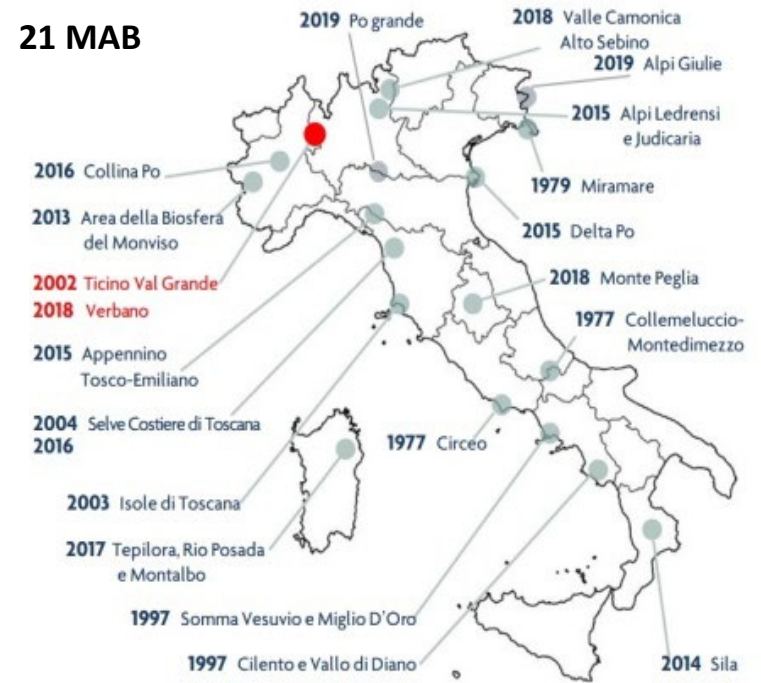 21 MAB
2019 Po grande
2018 Valle Camonica
Alto Sebino
2019 Alpi Giulie
2015 Alpi Ledrensi
e Judicaria
1979 Miramare
2015 Delta Po
2018 Monte Peglia
1977 Collemeluccio-
Montedimezzo
2016 Collina Po
2013 Area della Biosfera
del Monviso
2002 Ticino Val Grande
2018 Verbano
2015 Appennino
Tosco-Emiliano
2004 Selve Costiere di Toscana
2016
1977 Circeo
2003 Isole di Toscana
2017 Tepilora, Rio Posada
e Montalbo
1997 Somma Vesuvio e Miglio D'Oro
1997 Cilento e Vallo di Diano
2014 Sila